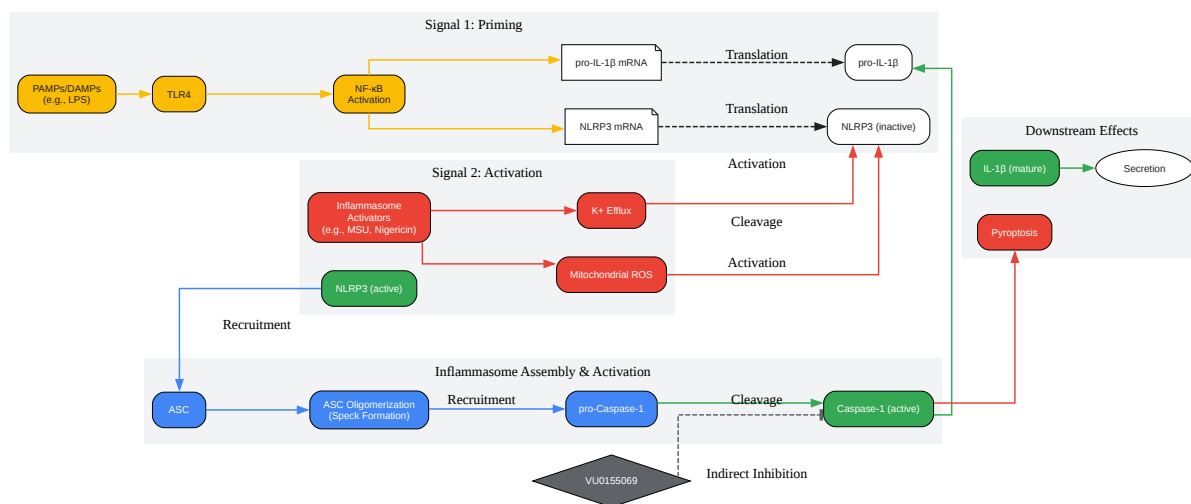 Signal 1: Priming
PAMPs/DAMPs
(e.g., LPS)
TLR4
NF-κB
Activation
pro-IL-1β mRNA
Translation
pro-IL-1β
NLRP3 mRNA
Translation
NLRP3 (inactive)
Signal 2: Activation
Inflammasome
Activators
(e.g., MSU, Nigericin)
K+ Efflux
Mitochondrial ROS
NLRP3 (active)
Activation
Cleavage
Activation
Downstream Effects
IL-1β (mature)
Secretion
Pyroptosis
Recruitment
Inflammasome Assembly & Activation
ASC
ASC Oligomerization
(Speck Formation)
Recruitment
pro-Caspase-1
Cleavage
Caspase-1 (active)
VU0155069
Indirect Inhibition